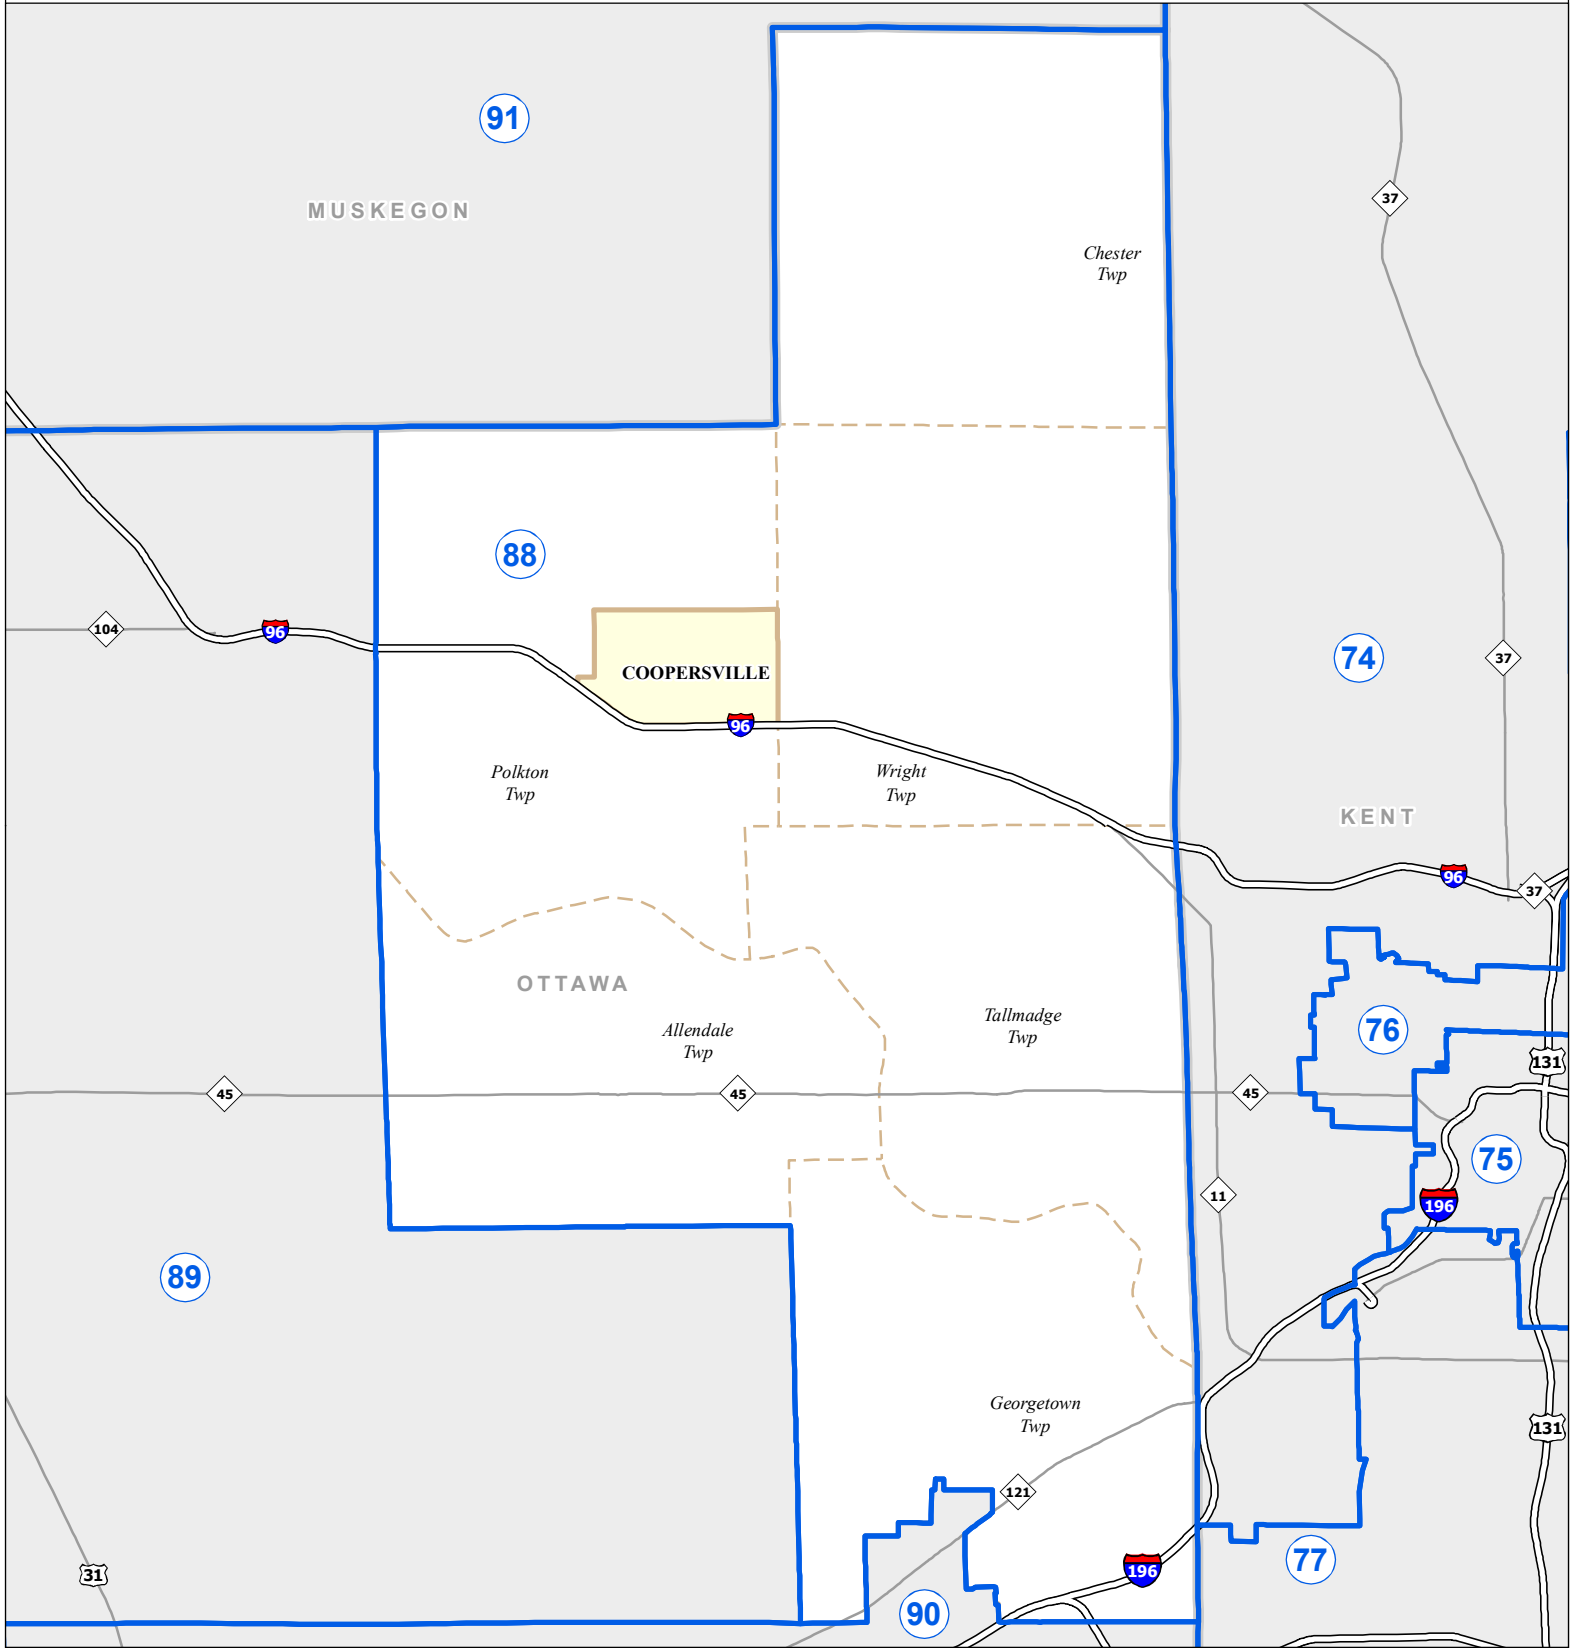 91
MUSKEGON
37
Chester
Twp
88
104
96
COOPERSVILLE
74
37
96
Polkton
Twp
Wright
Twp
KENT
96
37
OTTAWA
Allendale
Twp
Tallmadge
Twp
76
131
45
45
45
75
11
196
89
Georgetown
Twp
131
121
31
196
77
90